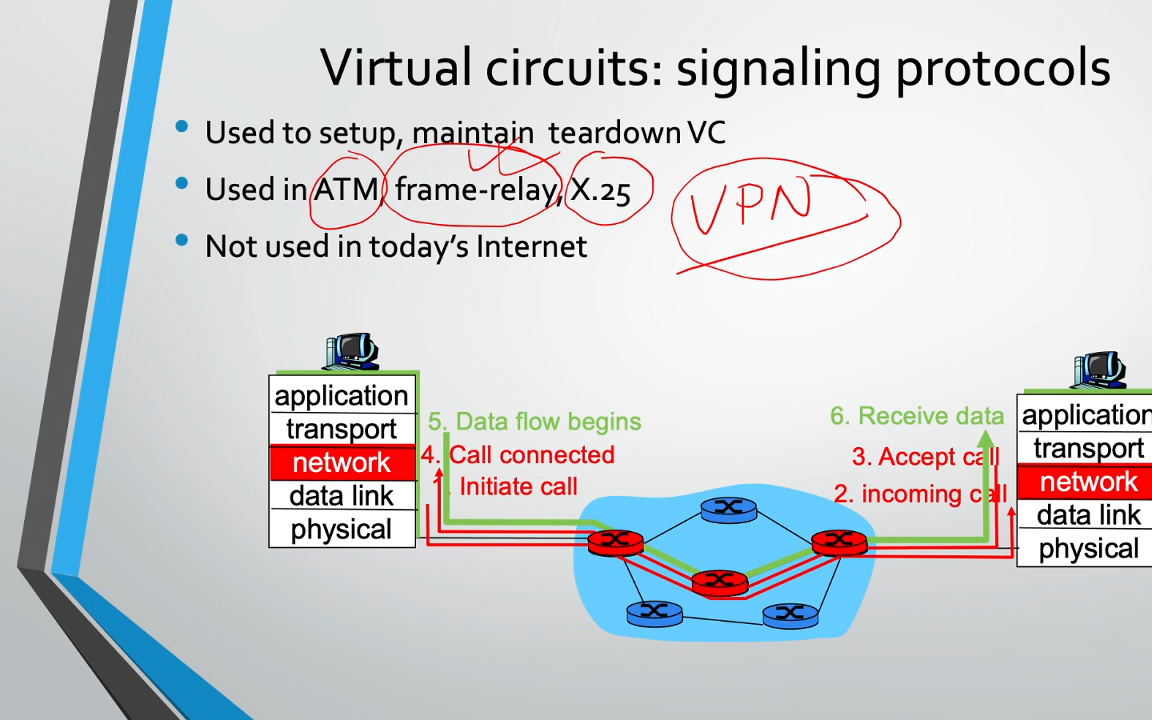 Virtual circuits: signaling protocols
Used to setup, maintain teardown VC
Used in ATM, frame-relay, X.25
VPN
Not used in today's Internet
application
transport
network
data link
physical
5. Data flow begins
4. Call connected
1. Initiate call
6. Receive data
3. Accept call
2. incoming call
application
transport
network
data link
physical